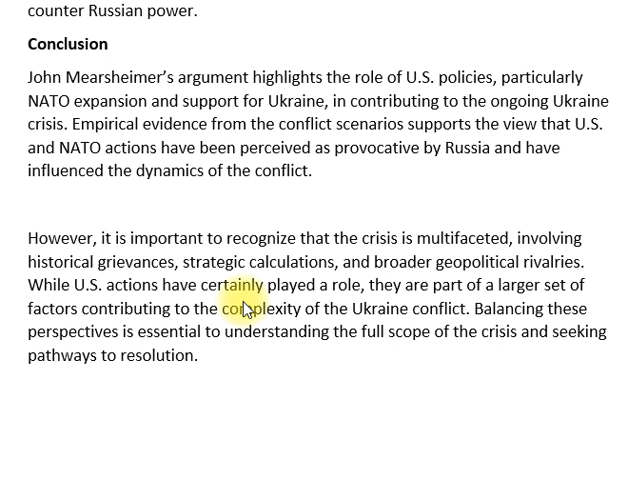 counter Russian power.
Conclusion
John Mearsheimer’s argument highlights the role of U.S. policies, particularly
NATO expansion and support for Ukraine, in contributing to the ongoing Ukraine
crisis. Empirical evidence from the conflict scenarios supports the view that U.S.
and NATO actions have been perceived as provocative by Russia and have
influenced the dynamics of the conflict.
However, it is important to recognize that the crisis is multifaceted, involving
historical grievances, strategic calculations, and broader geopolitical rivalries.
While U.S. actions have certainly played a role, they are part of a larger set of
factors contributing to the complexity of the Ukraine conflict. Balancing these
perspectives is essential to understanding the full scope of the crisis and seeking
pathways to resolution.